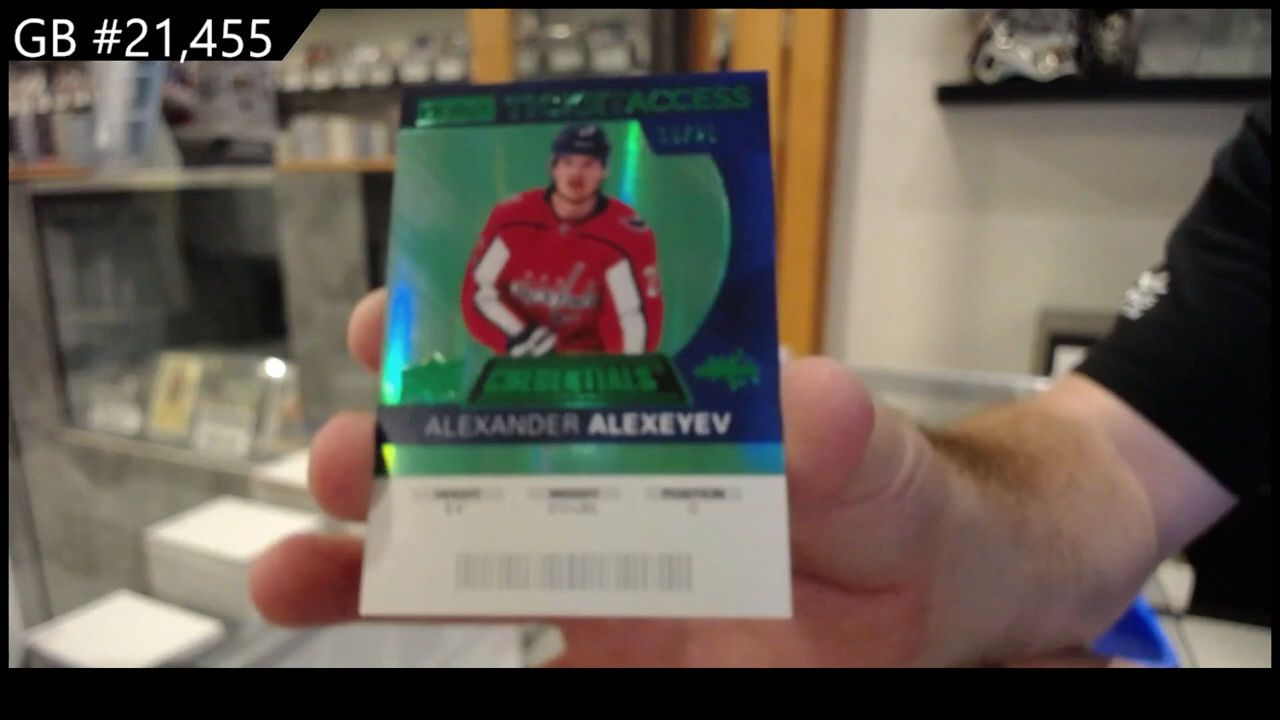 GB #21,455
TICKET ACCESS
CREDENTIALS
ALEXANDER ALEXEYEV
HEIGHT WEIGHT POSITION